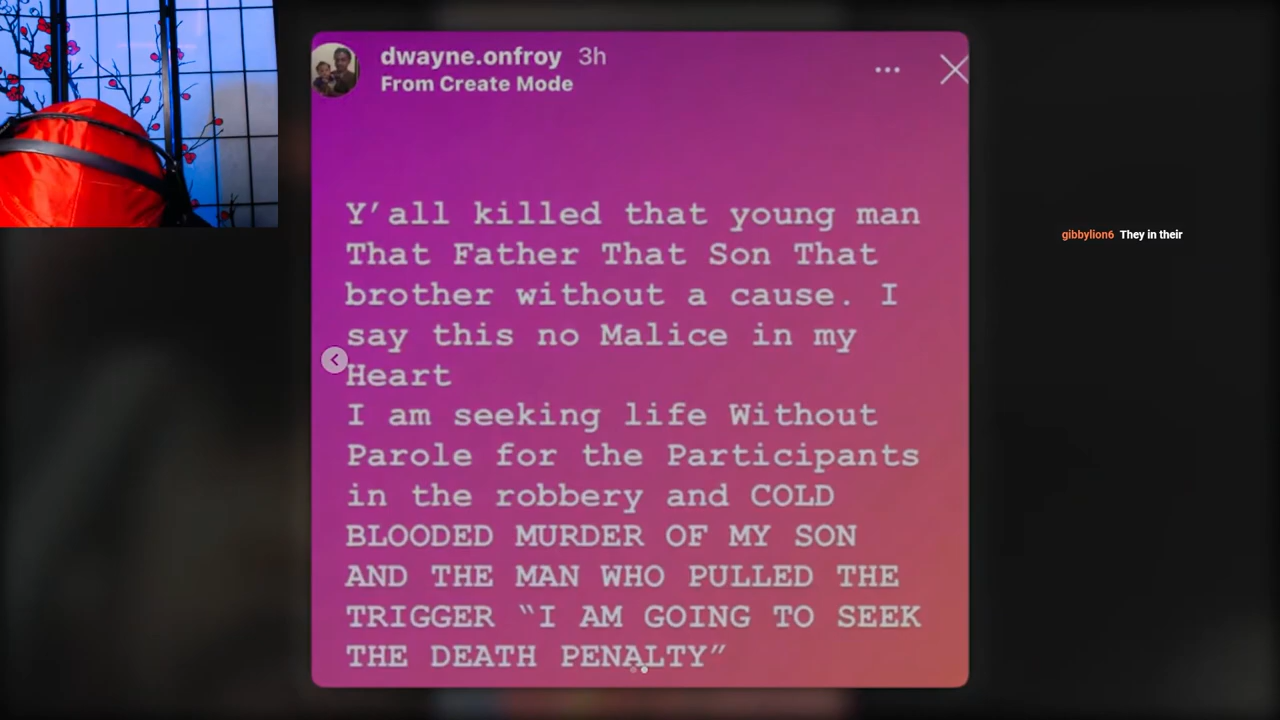 dwayne.onfroy 3h
From Create Mode
Y’all killed that young man
That Father That Son That
brother without a cause. I
say this no Malice in my
Heart
I am seeking life Without
Parole for the Participants
in the robbery and COLD
BLOODED MURDER OF MY SON
AND THE MAN WHO PULLED THE
TRIGGER “I AM GOING TO SEEK
THE DEATH PENALTY”
gibbylion6 They in their